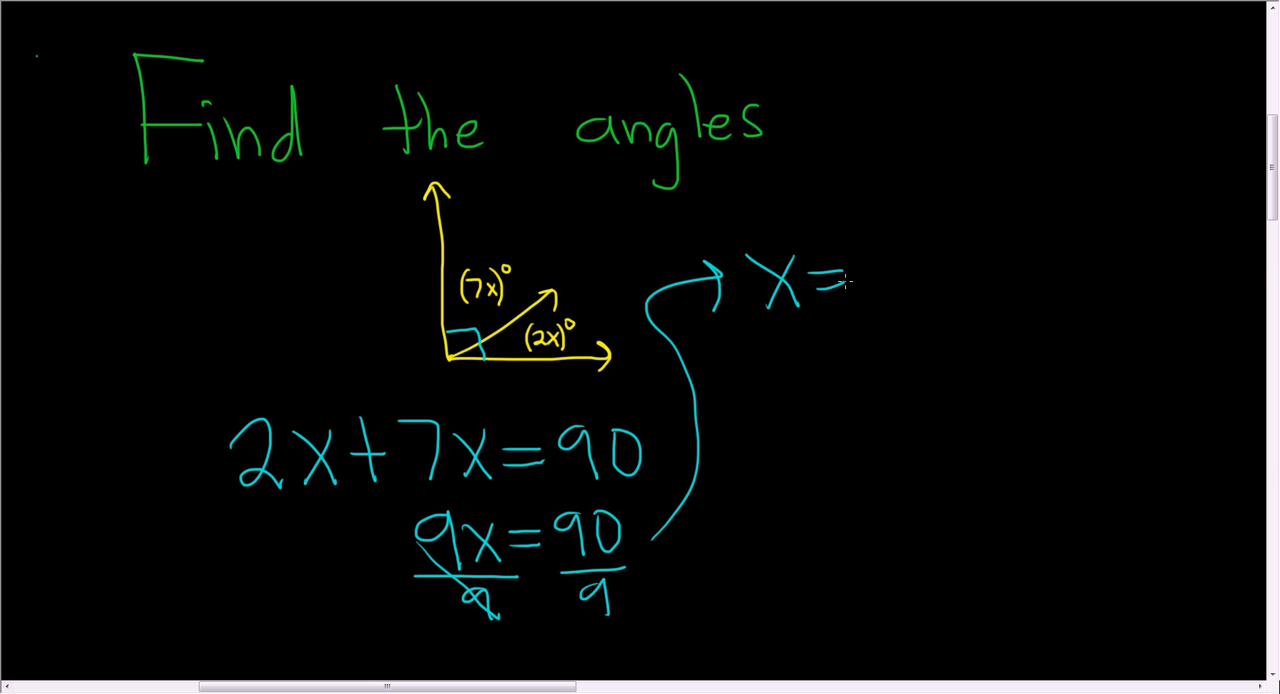 Find the angles
(7x)°
(2x)°
x=
2x+7x=90
9x=90
9 9